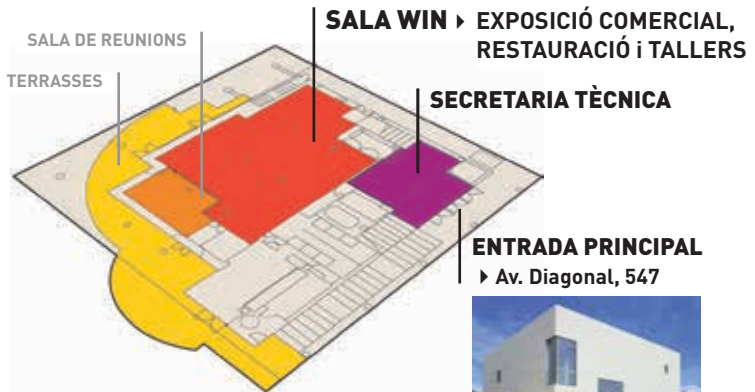 SALA WIN ▸ EXPOSICIÓ COMERCIAL,
RESTAURACIÓ i TALLERS
SALA DE REUNIONS
TERRASSES
SECRETARIA TÈCNICA
ENTRADA PRINCIPAL
▸ Av. Diagonal, 547